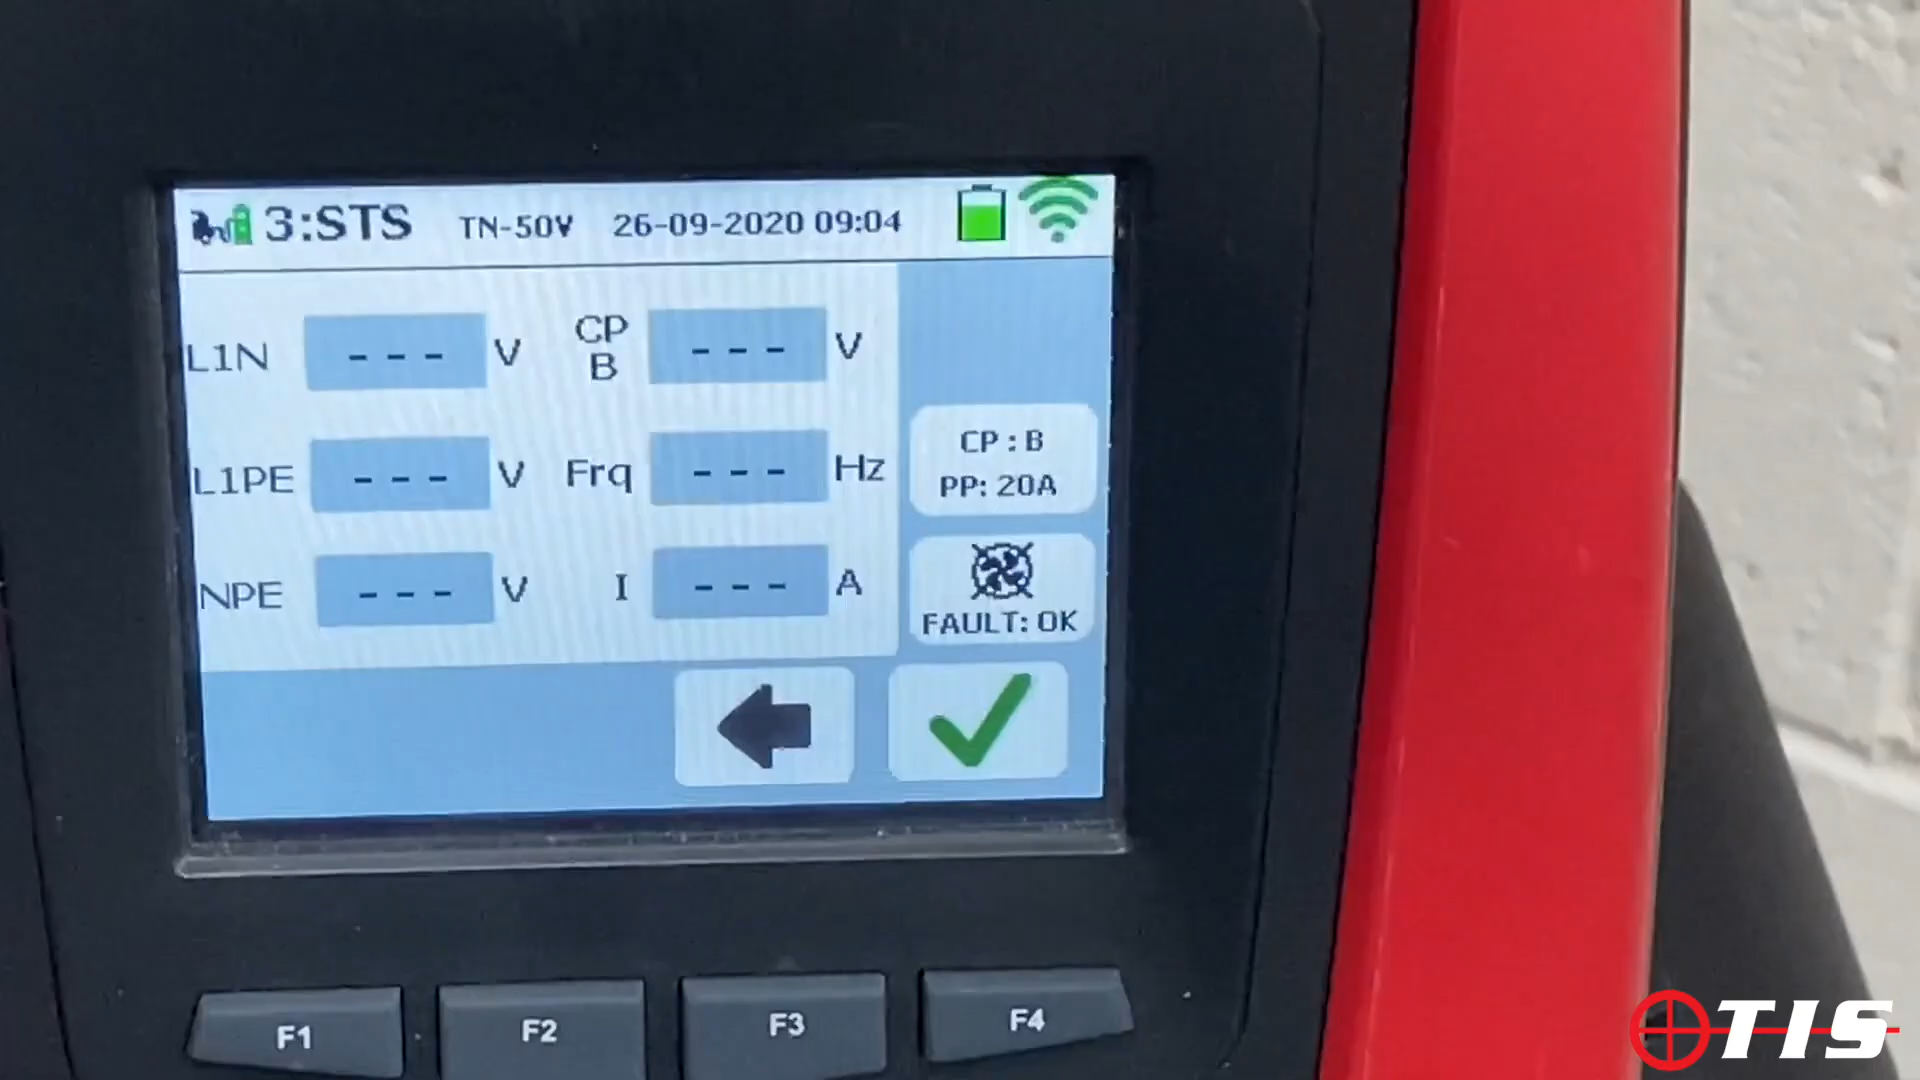 3:STS TN-50V 26-09-2020 09:04
L1N --- V CP B --- V
L1PE --- V Frq --- Hz
NPE --- V I --- A
CP : B
PP: 20A
FAULT: OK
F1 F2 F3 F4
TIS